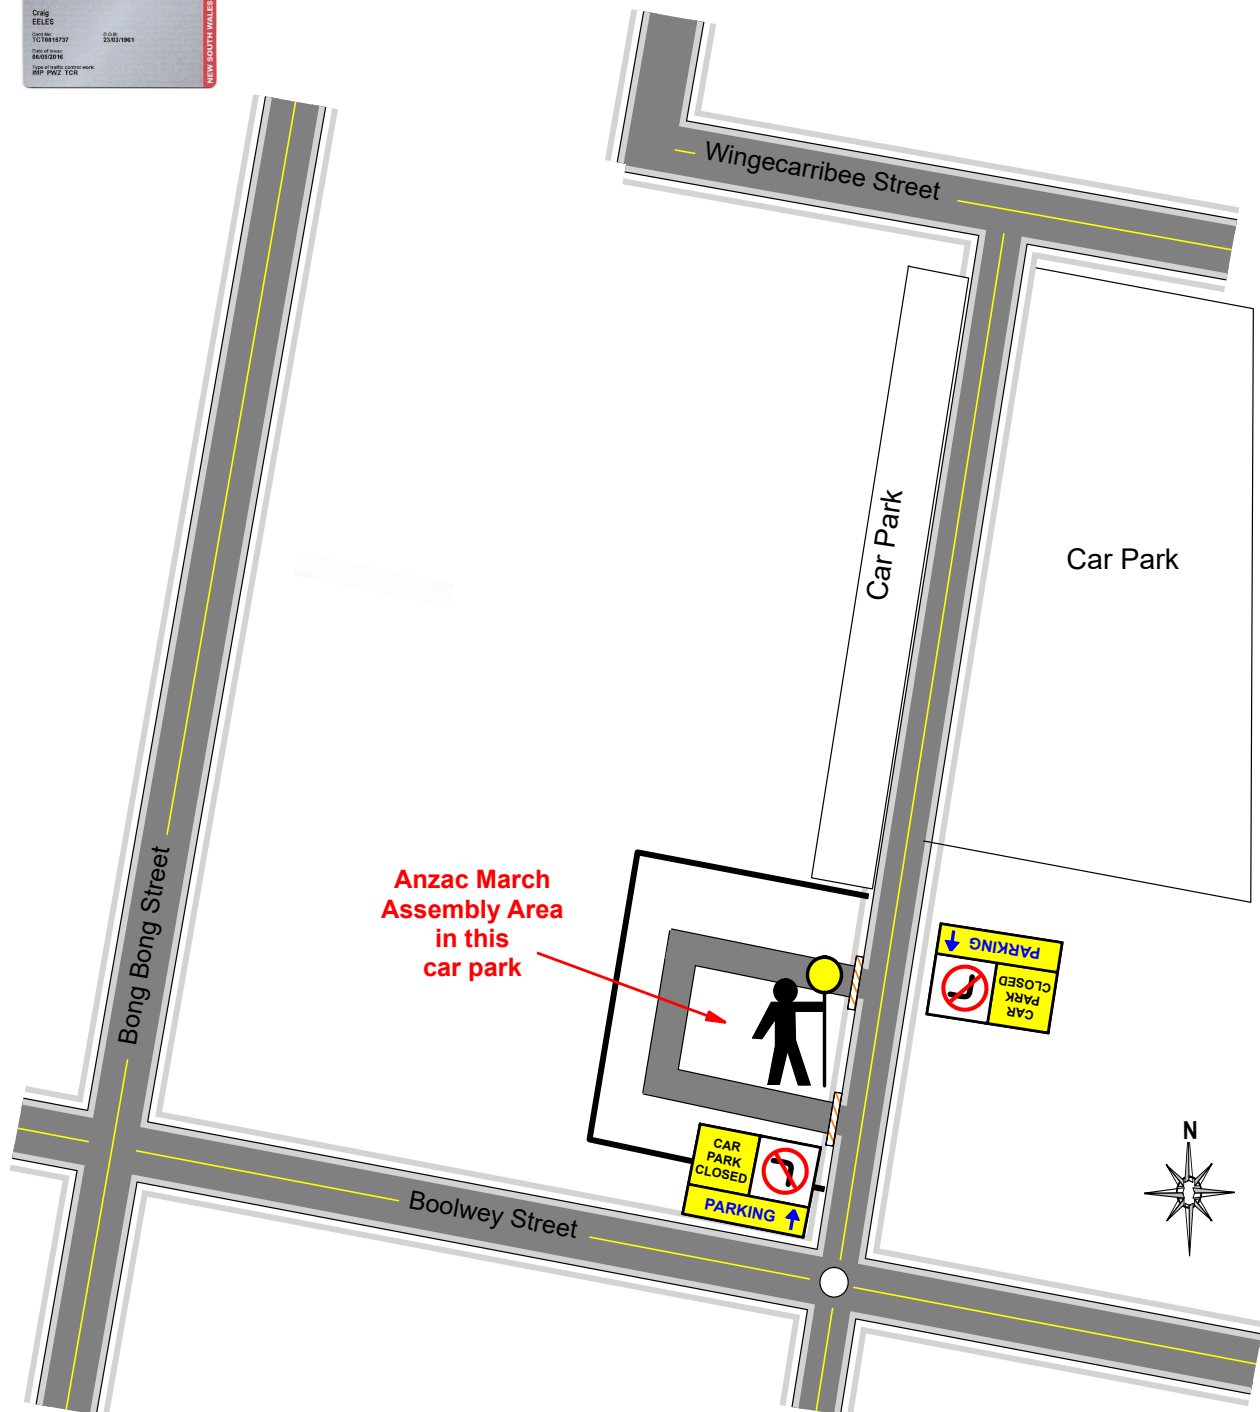 Craig
EELES
Card No:
TCT0015737
D.O.B:
23/03/1961
Date of Issue:
06/09/2016
Type of traffic control work:
IMP PWZ TCR
NEW SOUTH WALES
Wingecarribee Street
Car Park
Car Park
Bong Bong Street
Anzac March
Assembly Area
in this
car park
PARKING
CAR
PARK
CLOSED
CAR
PARK
CLOSED
PARKING
Boolwey Street
N